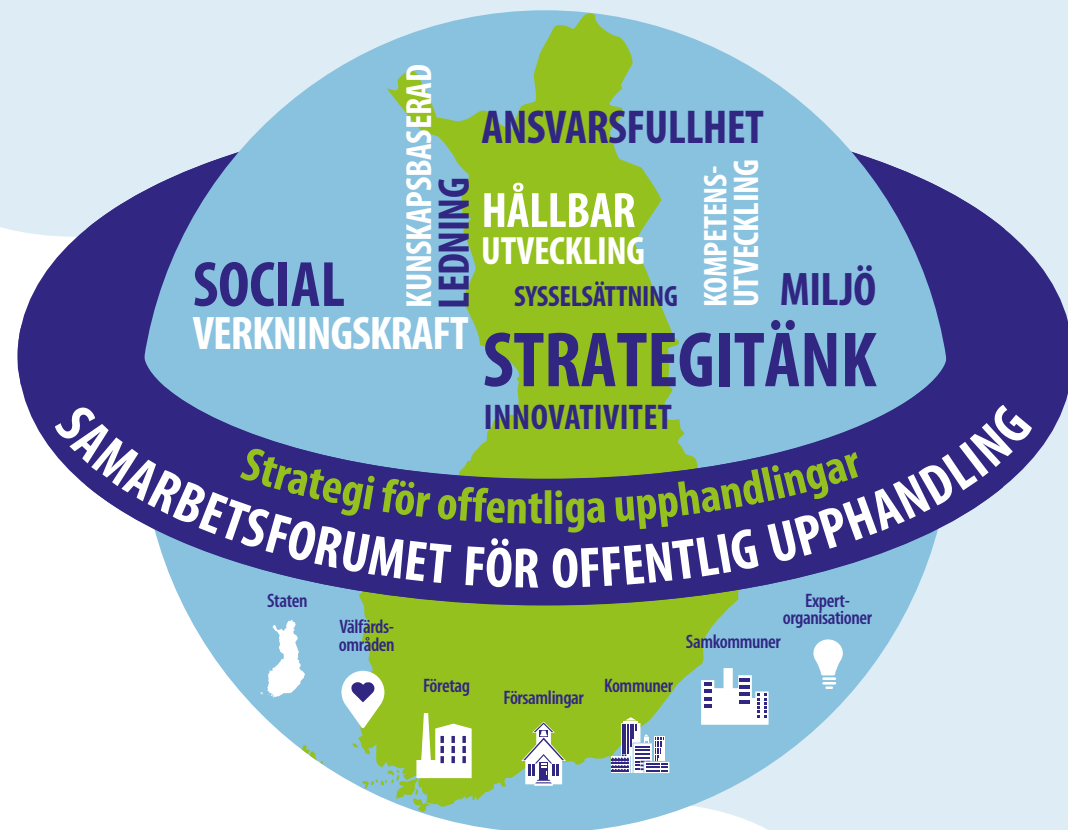 KUNSKAPSBASERAD
LEDNING
ANSVARSFULLHET
HÅLLBAR
UTVECKLING
KOMPETENS-
UTVECKLING
SOCIAL
VERKNINGSKRAFT
SYSSELSÄTTNING
MILJÖ
STRATEGITÄNK
INNOVATIVITET
Strategi för offentliga upphandlingar
SAMARBETSFORUMET FÖR OFFENTLIG UPPHANDLING
Staten
Välfärds-
områden
Företag
Församlingar
Kommuner
Samkommuner
Expert-
organisationer